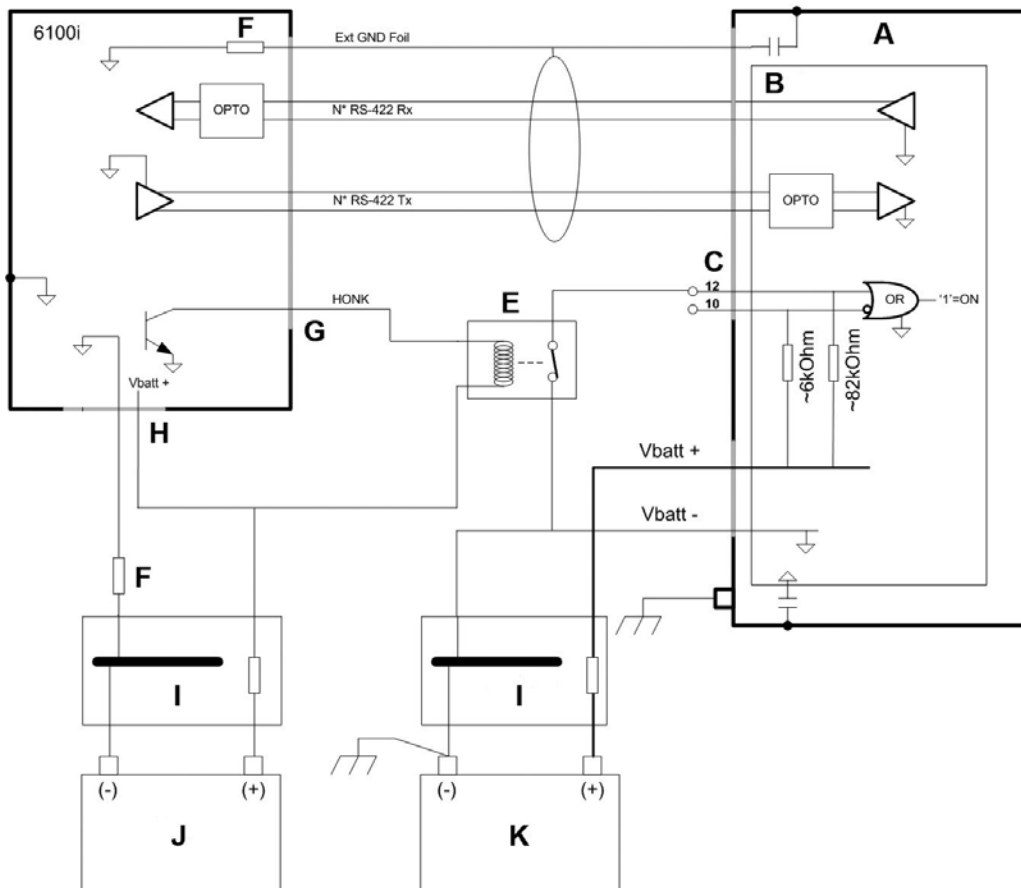 6100i
F
Ext GND Foil
A
B
OPTO
N* RS-422 Rx
N* RS-422 Tx
OPTO
C
12
10
OR
'1'=ON
E
HONK
G
~6kOhm
~82kOhm
Vbatt +
H
Vbatt +
Vbatt -
F
I
I
(-)
(+)
(-)
(+)
J
K